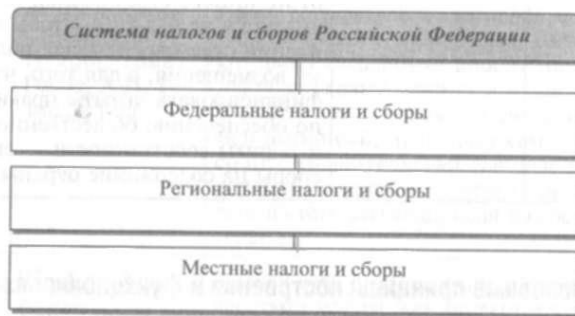 Система налогов и сборов Российской Федерации
Федеральные налоги и сборы
Региональные налоги и сборы
Местные налоги и сборы